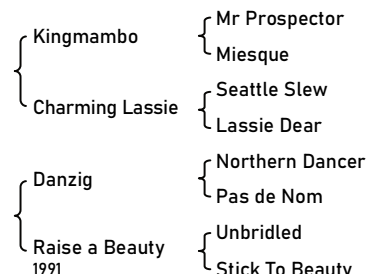 Mr Prospector
Kingmambo
Miesque
Seattle Slew
Charming Lassie
Lassie Dear
Northern Dancer
Danzig
Pas de Nom
Unbridled
Raise a Beauty
1991
Stick To Beauty